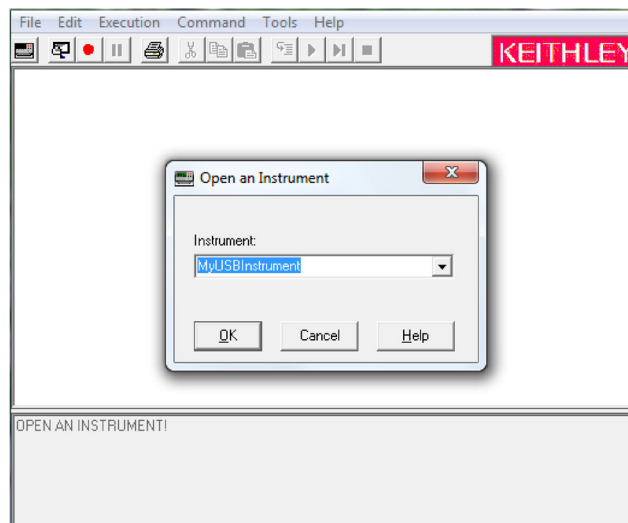 File Edit Execution Command Tools Help
KEITHLEY
Open an Instrument
Instrument:
MyUSBInstrument
OK Cancel Help
OPEN AN INSTRUMENT!